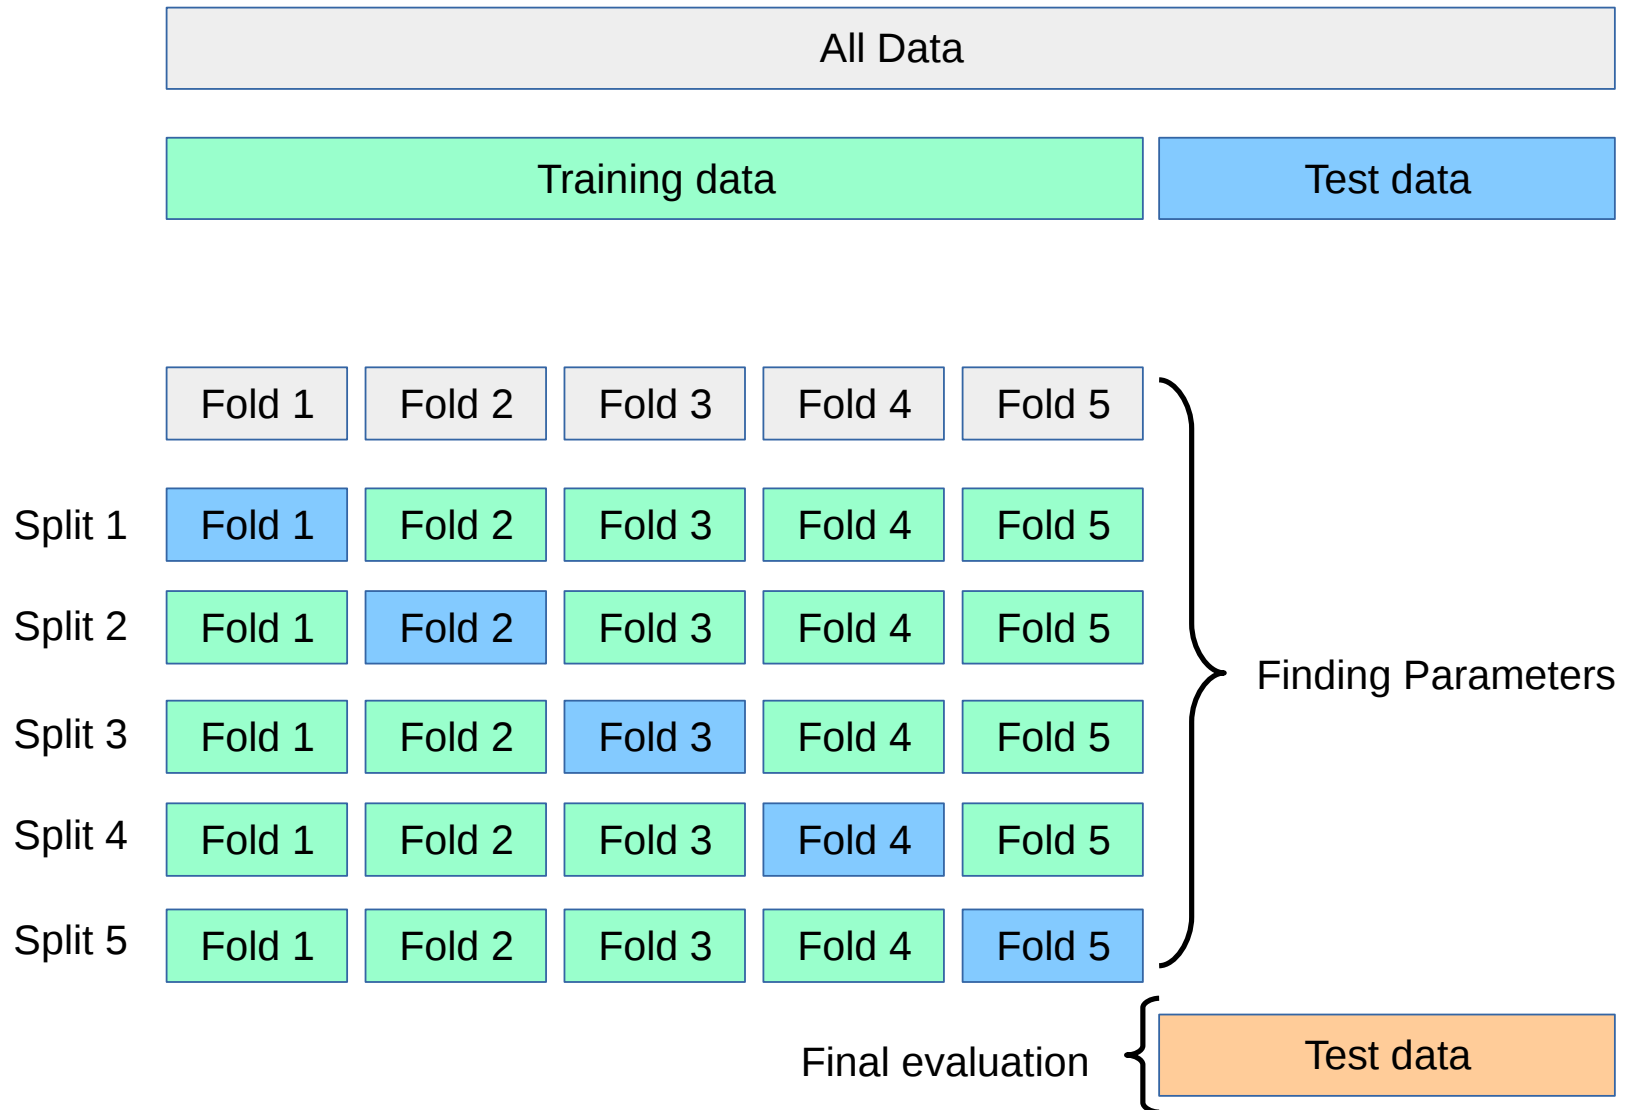 All Data
Training data Test data
Fold 1 Fold 2 Fold 3 Fold 4 Fold 5
Split 1 Fold 1 Fold 2 Fold 3 Fold 4 Fold 5
Split 2 Fold 1 Fold 2 Fold 3 Fold 4 Fold 5
Finding Parameters
Split 3 Fold 1 Fold 2 Fold 3 Fold 4 Fold 5
Split 4 Fold 1 Fold 2 Fold 3 Fold 4 Fold 5
Split 5 Fold 1 Fold 2 Fold 3 Fold 4 Fold 5
Final evaluation Test data